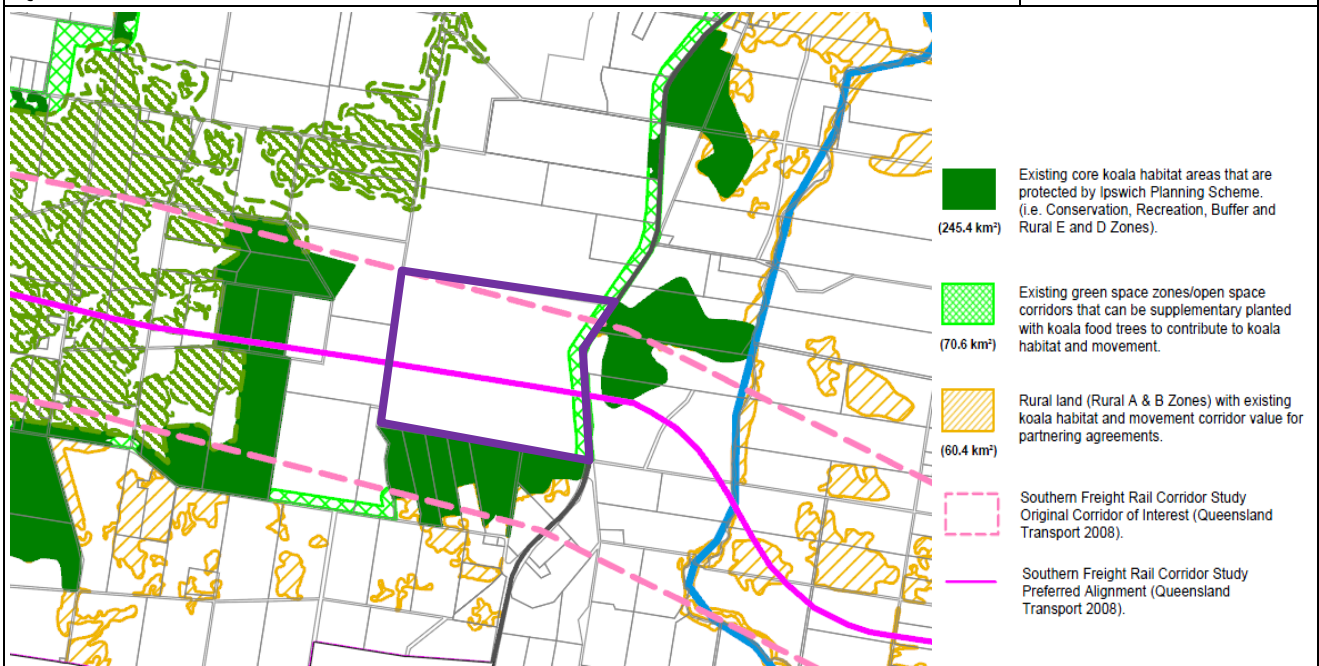 Existing core koala habitat areas that are
protected by Ipswich Planning Scheme.
(i.e. Conservation, Recreation, Buffer and
Rural E and D Zones).
(245.4 km²)
Existing green space zones/open space
corridors that can be supplementary planted
with koala food trees to contribute to koala
habitat and movement.
(70.6 km²)
Rural land (Rural A & B Zones) with existing
koala habitat and movement corridor value for
partnering agreements.
(60.4 km²)
Southern Freight Rail Corridor Study
Original Corridor of Interest (Queensland
Transport 2008).
Southern Freight Rail Corridor Study
Preferred Alignment (Queensland
Transport 2008).